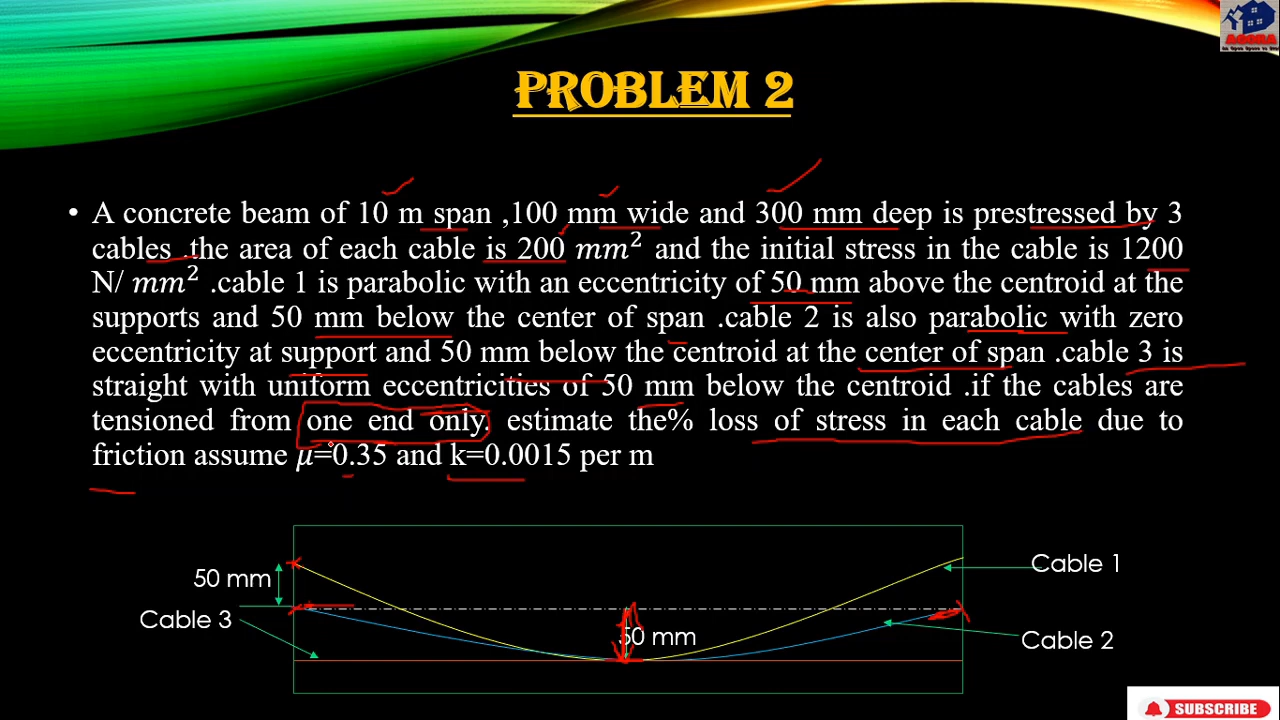 AGORA
PROBLEM 2
• A concrete beam of 10 m span ,100 mm wide and 300 mm deep is prestressed by 3
cables .the area of each cable is 200 𝑚𝑚² and the initial stress in the cable is 1200
N/ 𝑚𝑚² .cable 1 is parabolic with an eccentricity of 50 mm above the centroid at the
supports and 50 mm below the center of span .cable 2 is also parabolic with zero
eccentricity at support and 50 mm below the centroid at the center of span .cable 3 is
straight with uniform eccentricities of 50 mm below the centroid .if the cables are
tensioned from one end only. estimate the% loss of stress in each cable due to
friction assume 𝜇=0.35 and k=0.0015 per m
Cable 1
50 mm
Cable 3
50 mm
Cable 2
SUBSCRIBE